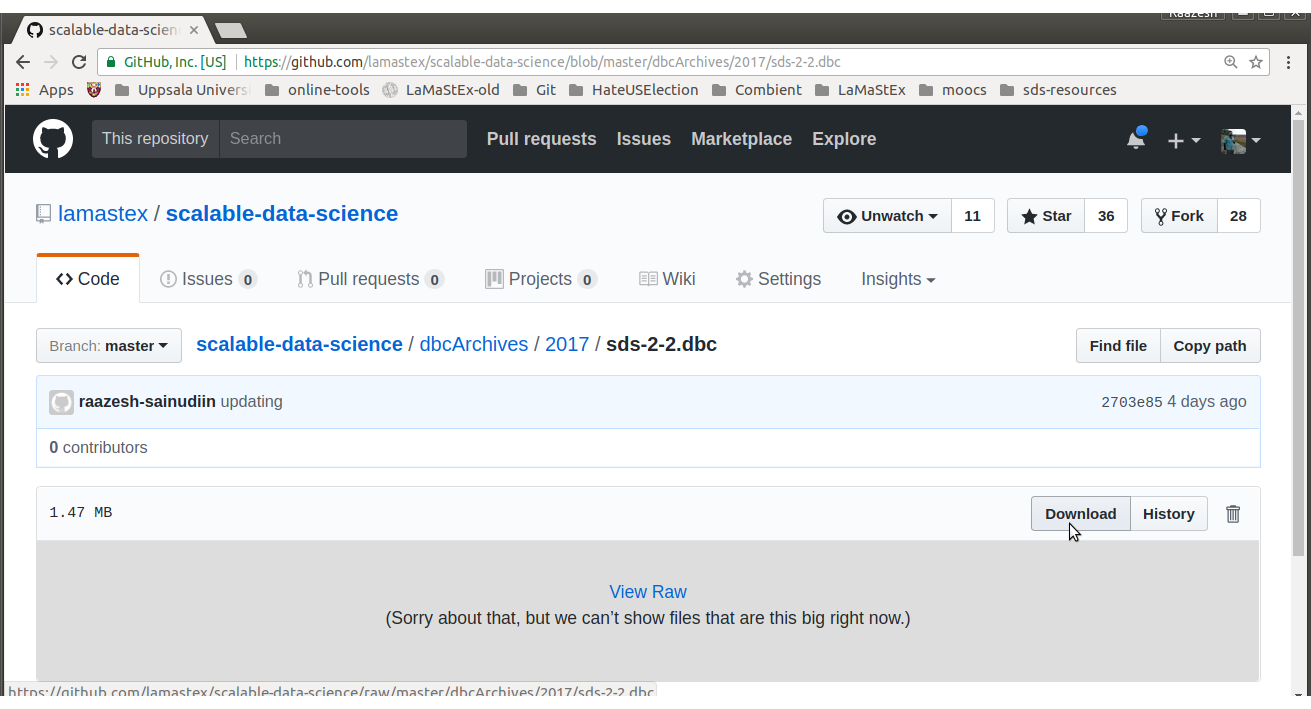 Raazesh
scalable-data-scien
GitHub, Inc. [US] https://github.com/lamastex/scalable-data-science/blob/master/dbcArchives/2017/sds-2-2.dbc
Apps Uppsala Univers online-tools LaMaStEx-old Git HateUSElection Combient LaMaStEx moocs sds-resources
This repository Search Pull requests Issues Marketplace Explore
lamastex / scalable-data-science Unwatch 11 Star 36 Fork 28
Code Issues 0 Pull requests 0 Projects 0 Wiki Settings Insights
Branch: master scalable-data-science / dbcArchives / 2017 / sds-2-2.dbc Find file Copy path
raazesh-sainudiin updating 2703e85 4 days ago
0 contributors
1.47 MB Download History
View Raw
(Sorry about that, but we can’t show files that are this big right now.)
https://github.com/lamastex/scalable-data-science/raw/master/dbcArchives/2017/sds-2-2.dbc